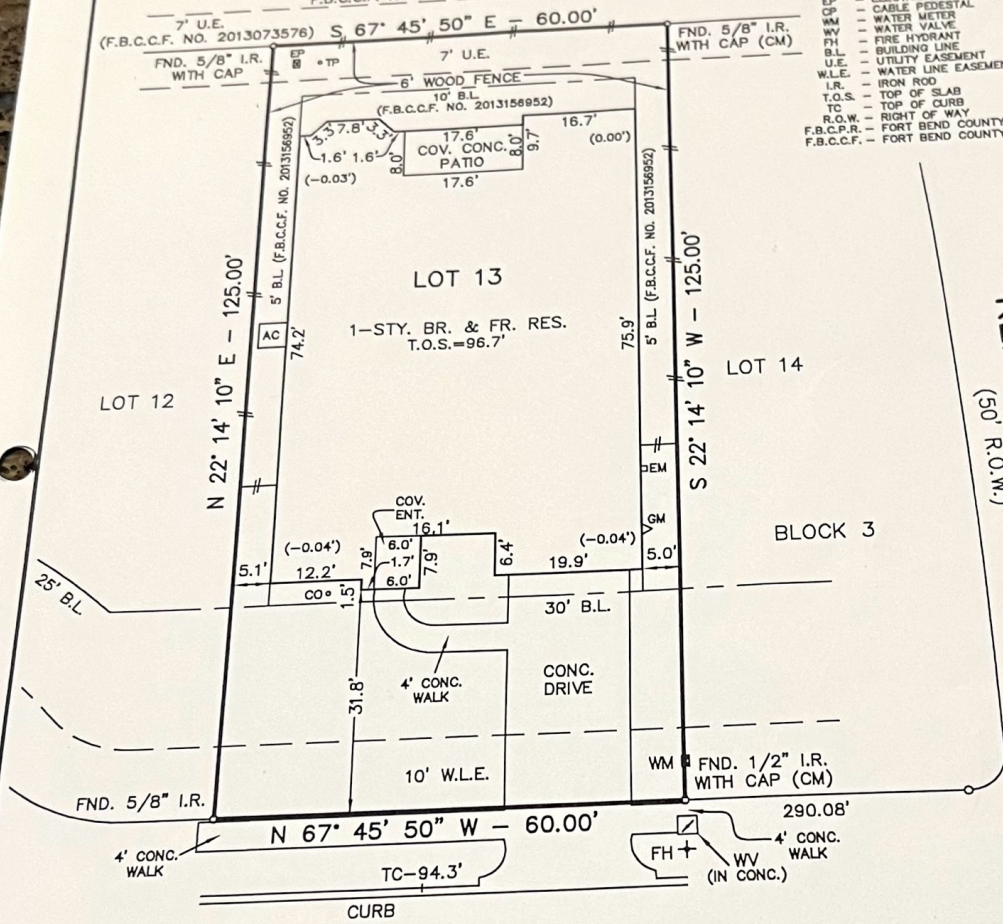 7' U.E.
(F.B.C.C.F. NO. 2013073576)
S 67° 45' 50" E – 60.00'
FND. 5/8" I.R.
WITH CAP (CM)
CP – CABLE PEDESTAL
WM – WATER METER
WV – WATER VALVE
FH – FIRE HYDRANT
B.L – BUILDING LINE
U.E. – UTILITY EASEMENT
W.L.E. – WATER LINE EASEME
I.R. – IRON ROD
T.O.S. – TOP OF SLAB
TC – TOP OF CURB
R.O.W. – RIGHT OF WAY
F.B.C.P.R. – FORT BEND COUNTY
F.B.C.C.F. – FORT BEND COUNTY
FND. 5/8" I.R.
WITH CAP
EP
TP
7' U.E.
6' WOOD FENCE
10' B.L
(F.B.C.C.F. NO. 2013156952)
3.3'
7.8'
3.3'
1.6' 1.6'
(-0.03')
8.0'
17.6'
COV. CONC.
PATIO
17.6'
8.0'
9.7'
16.7'
(0.00')
5' B.L (F.B.C.C.F. NO. 2013156952)
5' B.L (F.B.C.C.F. NO. 2013156952)
N 22° 14' 10" E – 125.00'
S 22° 14' 10" W – 125.00'
LOT 13
1–STY. BR. & FR. RES.
T.O.S.=96.7'
AC
74.2'
75.9'
LOT 12
LOT 14
(50' R.O.W.)
EM
GM
BLOCK 3
COV.
ENT.
16.1'
6.0'
1.7'
6.0'
7.9'
7.9'
6.4'
(-0.04')
(-0.04')
5.1'
12.2'
19.9'
5.0'
CO
1.5'
25' B.L.
30' B.L.
4' CONC.
WALK
CONC.
DRIVE
31.8'
10' W.L.E.
WM
FND. 1/2" I.R.
WITH CAP (CM)
FND. 5/8" I.R.
290.08'
N 67° 45' 50" W – 60.00'
4' CONC.
WALK
4' CONC.
WALK
FH
WV
(IN CONC.)
TC–94.3'
CURB